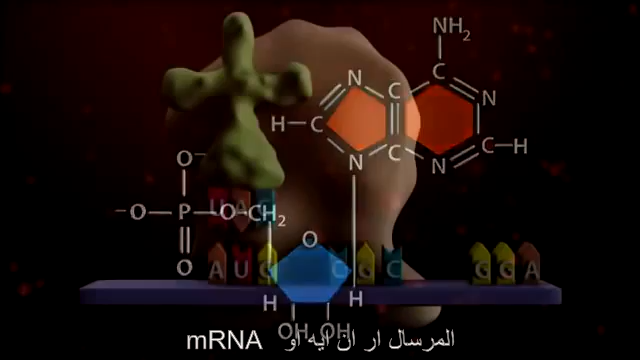 NH₂
C
N C N
H–C C–H
N C N
O⁻
U A C
⁻O–P–O–CH₂
O
O A U G C G C G G A
H H
OH OH
المرسال ار ان ايه او mRNA